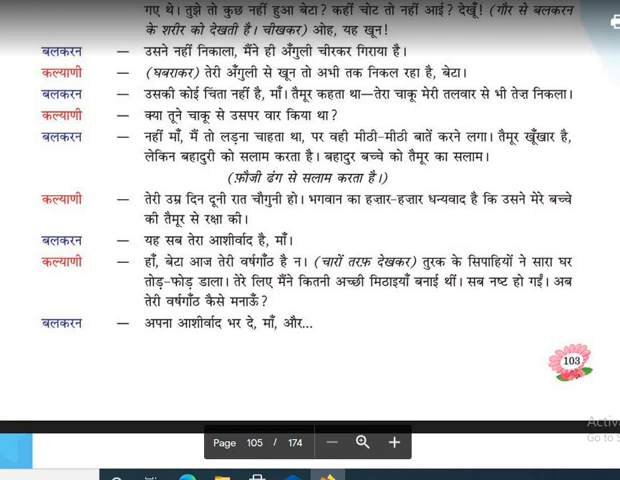 गए थे। तुझे तो कुछ नहीं हुआ बेटा? कहीं चोट तो नहीं आई? देखूँ! (गौर से बलकरन
के शरीर को देखती है। चीखकर) ओह, यह खून!
बलकरन — उसने नहीं निकाला, मैंने ही अँगुली चीरकर गिराया है।
कल्याणी — (घबराकर) तेरी अँगुली से खून तो अभी तक निकल रहा है, बेटा।
बलकरन — उसकी कोई चिंता नहीं है, माँ। तैमूर कहता था—तेरा चाकू मेरी तलवार से भी तेज़ निकला।
कल्याणी — क्या तूने चाकू से उसपर वार किया था?
बलकरन — नहीं माँ, मैं तो लड़ना चाहता था, पर वही मीठी-मीठी बातें करने लगा। तैमूर खूँखार है,
लेकिन बहादुरी को सलाम करता है। बहादुर बच्चे को तैमूर का सलाम।
(फ़ौजी ढंग से सलाम करता है।)
कल्याणी — तेरी उम्र दिन दूनी रात चौगुनी हो। भगवान का हज़ार-हज़ार धन्यवाद है कि उसने मेरे बच्चे
की तैमूर से रक्षा की।
बलकरन — यह सब तेरा आशीर्वाद है, माँ।
कल्याणी — हाँ, बेटा आज तेरी वर्षगाँठ है न। (चारों तरफ़ देखकर) तुरक के सिपाहियों ने सारा घर
तोड़-फोड़ डाला। तेरे लिए मैंने कितनी अच्छी मिठाइयाँ बनाई थीं। सब नष्ट हो गईं। अब
तेरी वर्षगाँठ कैसे मनाऊँ?
बलकरन — अपना आशीर्वाद भर दे, माँ, और...
103
Activ
Go to S
Page 105 / 174